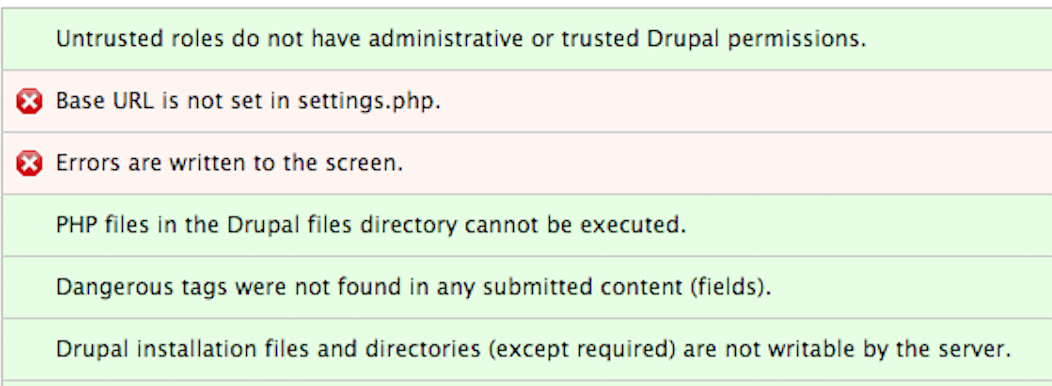 Untrusted roles do not have administrative or trusted Drupal permissions.
Base URL is not set in settings.php.
Errors are written to the screen.
PHP files in the Drupal files directory cannot be executed.
Dangerous tags were not found in any submitted content (fields).
Drupal installation files and directories (except required) are not writable by the server.